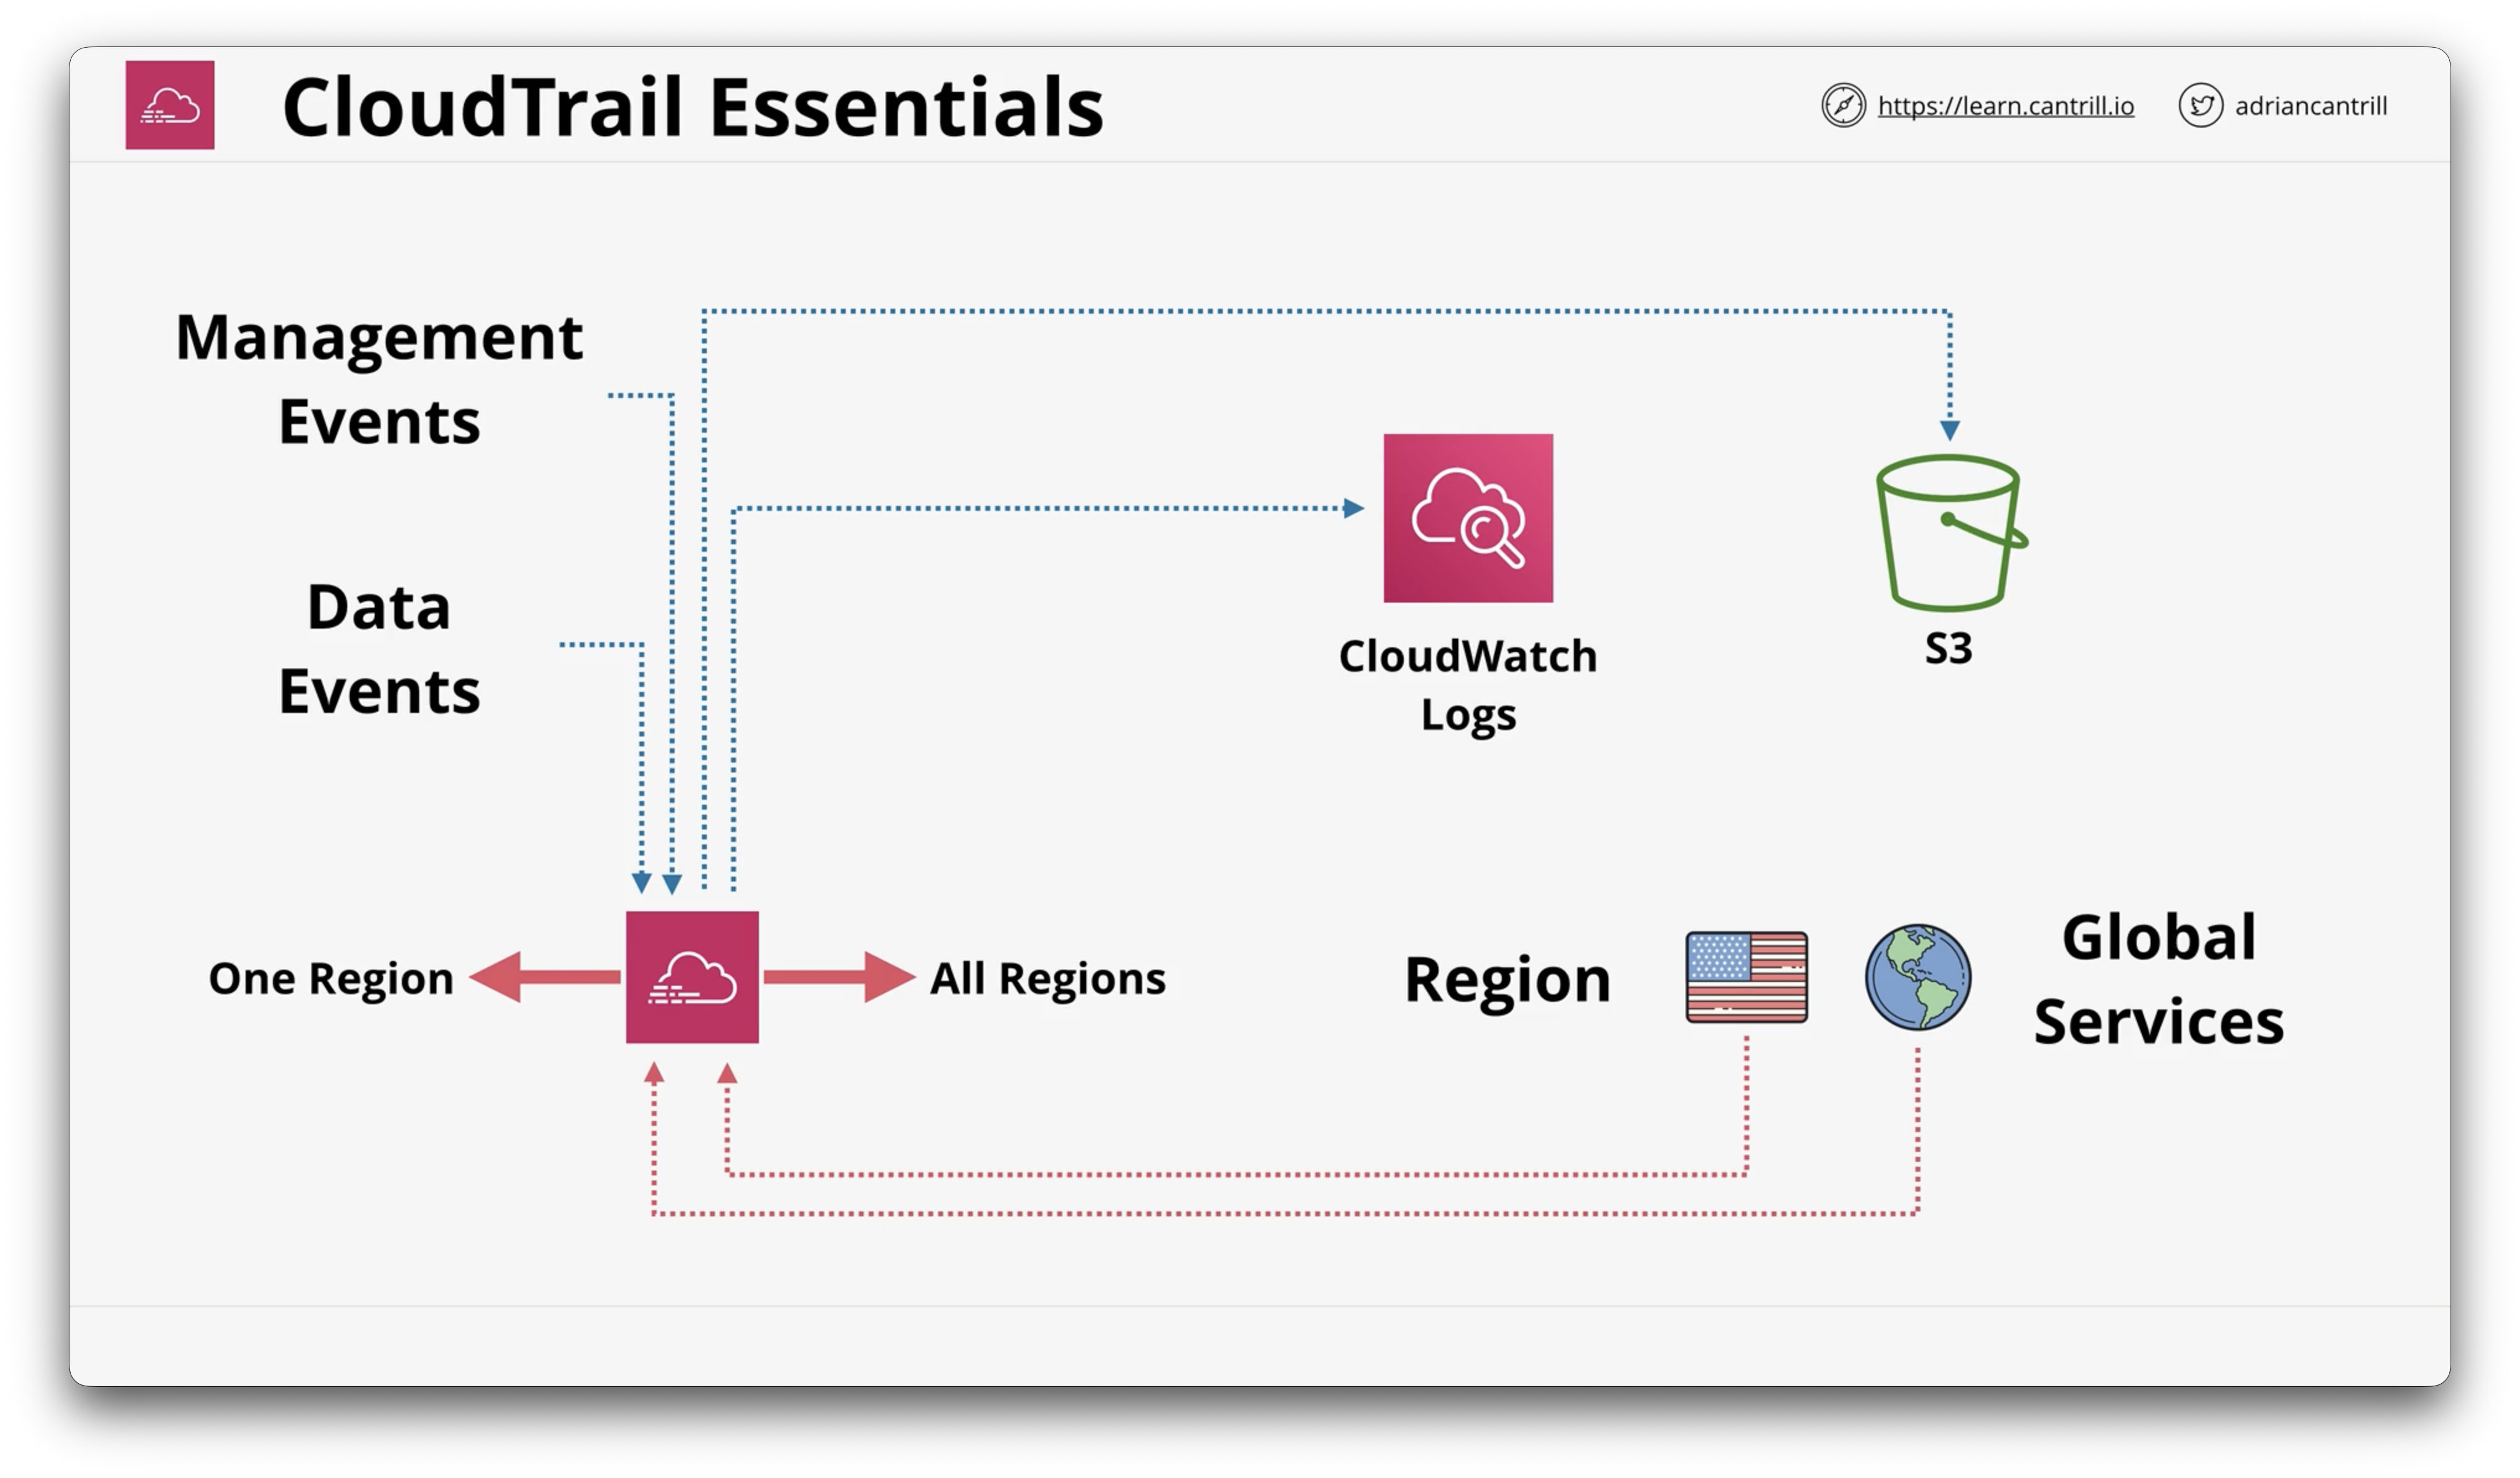 CloudTrail Essentials
https://learn.cantrill.io
adriancantrill
Management
Events
Data
Events
CloudWatch
Logs
S3
One Region
All Regions
Region
Global
Services